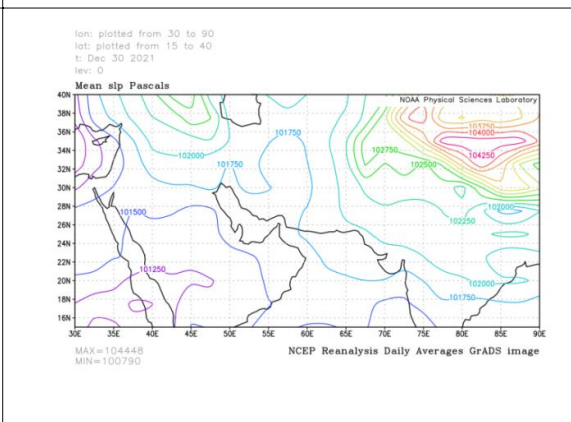 lon: plotted from 30 to 90
lat: plotted from 15 to 40
t: Dec 30 2021
lev: 0
Mean slp Pascals
NOAA Physical Sciences Laboratory
40N
38N
36N
34N
32N
30N
28N
26N
24N
22N
20N
18N
16N
103750
104000
104250
101750
102000
101750
102750
102500
102000
102250
101500
101250
102000
101750
30E 35E 40E 45E 50E 55E 60E 65E 70E 75E 80E 85E 90E
MAX=104448
MIN=100790
NCEP Reanalysis Daily Averages GrADS image